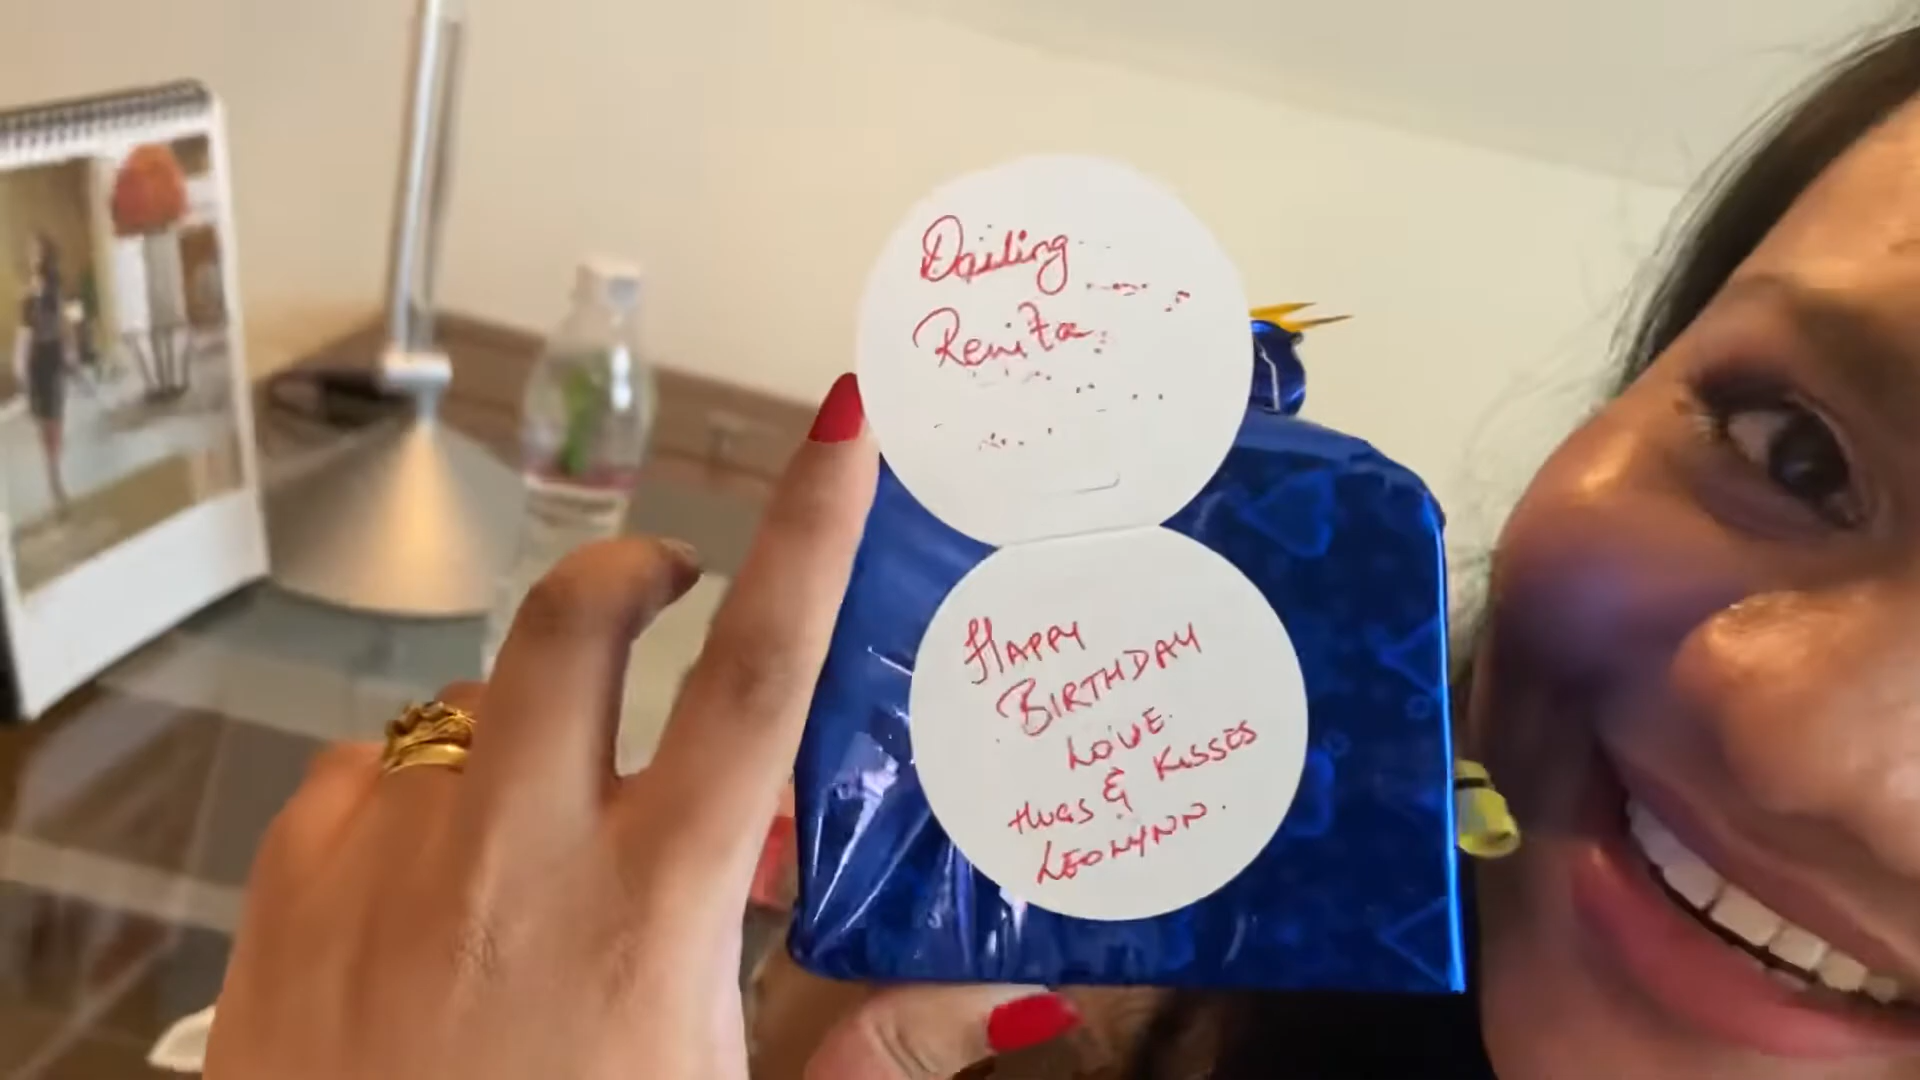 Darling
Renita
HAPPY
BIRTHDAY
LOVE
HUGS & KISSES
LEOLYNN.